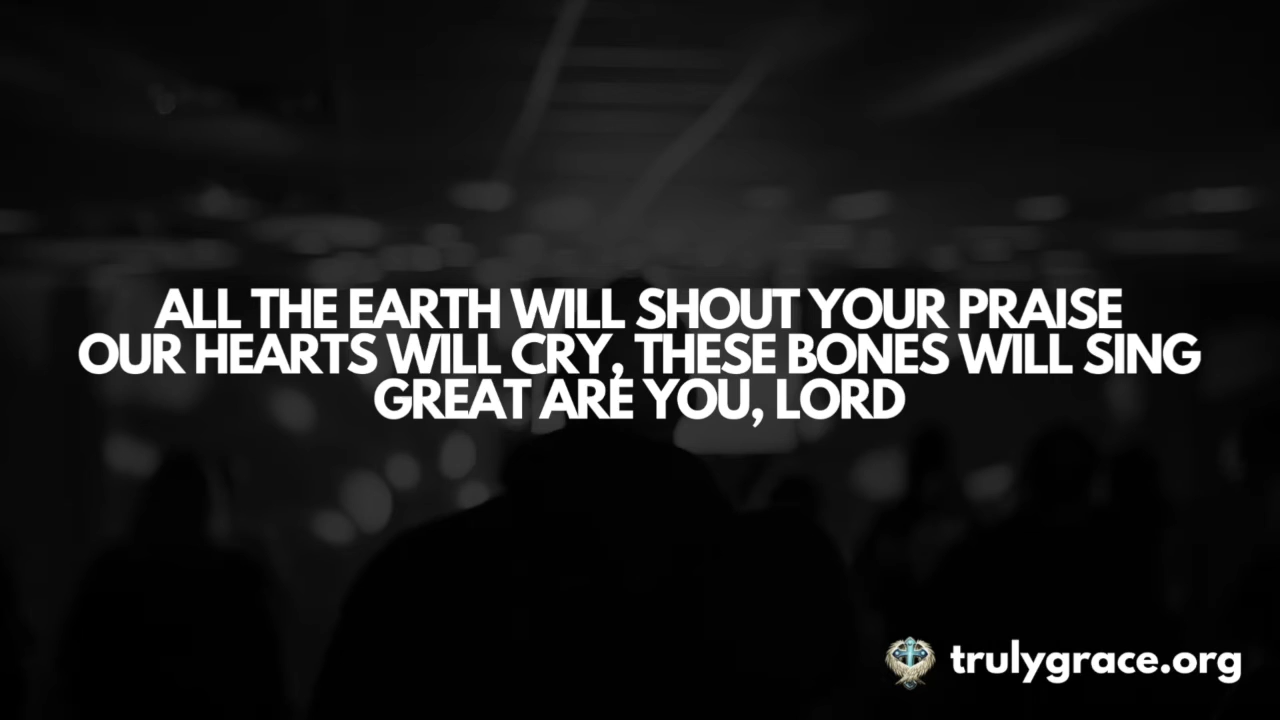 ALL THE EARTH WILL SHOUT YOUR PRAISE
OUR HEARTS WILL CRY, THESE BONES WILL SING
GREAT ARE YOU, LORD
trulygrace.org